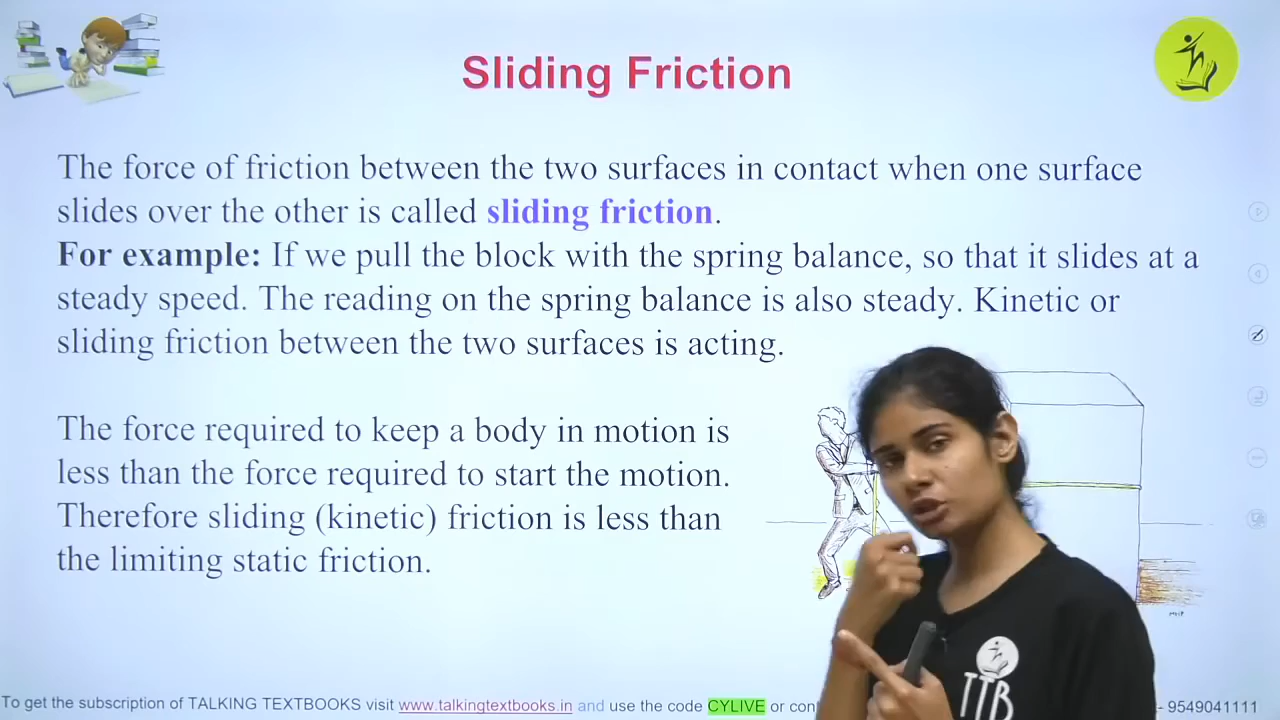 Sliding Friction
The force of friction between the two surfaces in contact when one surface
slides over the other is called sliding friction.
For example: If we pull the block with the spring balance, so that it slides at a
steady speed. The reading on the spring balance is also steady. Kinetic or
sliding friction between the two surfaces is acting.
The force required to keep a body in motion is
less than the force required to start the motion.
Therefore sliding (kinetic) friction is less than
the limiting static friction.
TTB
To get the subscription of TALKING TEXTBOOKS visit www.talkingtextbooks.in and use the code CYLIVE or - 9549041111